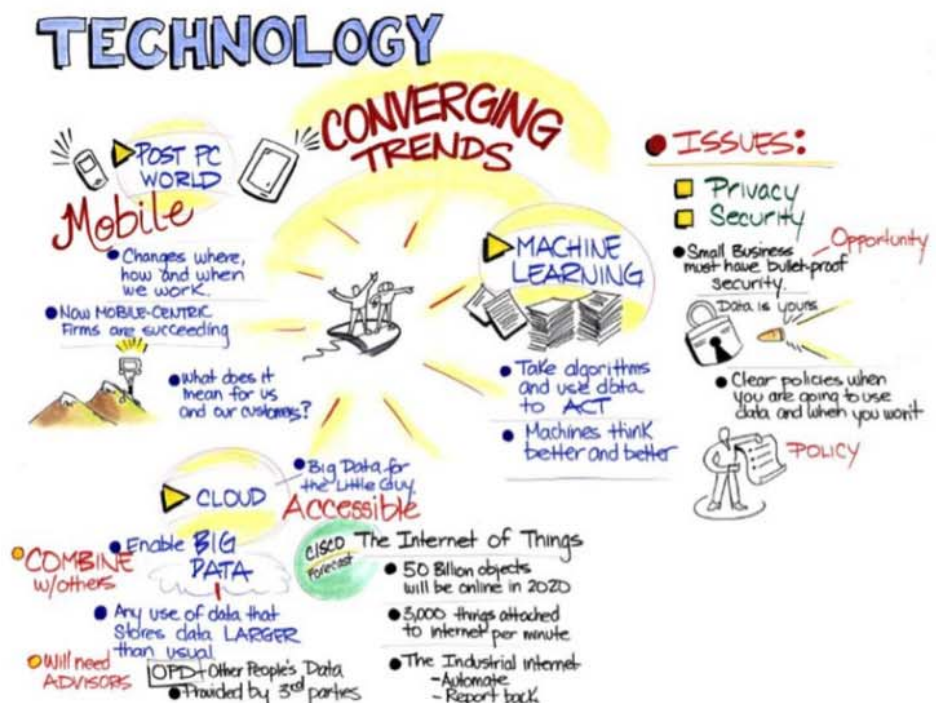 TECHNOLOGY
CONVERGING
TRENDS
POST PC
WORLD
Mobile
Changes where,
how and when
we work.
Now MOBILE-CENTRIC
Firms are succeeding
What does it
mean for us
and our customers?
MACHINE
LEARNING
Take algorithms
and use data
to ACT
Machines think
better and better
ISSUES:
Privacy
Security
Opportunity
Small Business
must have bullet-proof
security.
Data is yours
Clear policies when
you are going to use
data and when you won't
POLICY
CLOUD
Big Data for
the Little Guy
Accessible
Enable BIG
DATA
COMBINE
w/others
Any use of data that
stores data LARGER
than usual
Will need
ADVISORS
OPD - Other People's Data
Provided by 3rd parties
CISCO
Forecast
The Internet of Things
50 Billion objects
will be online in 2020
3,000 things attached
to internet per minute
The Industrial internet
- Automate
- Report back